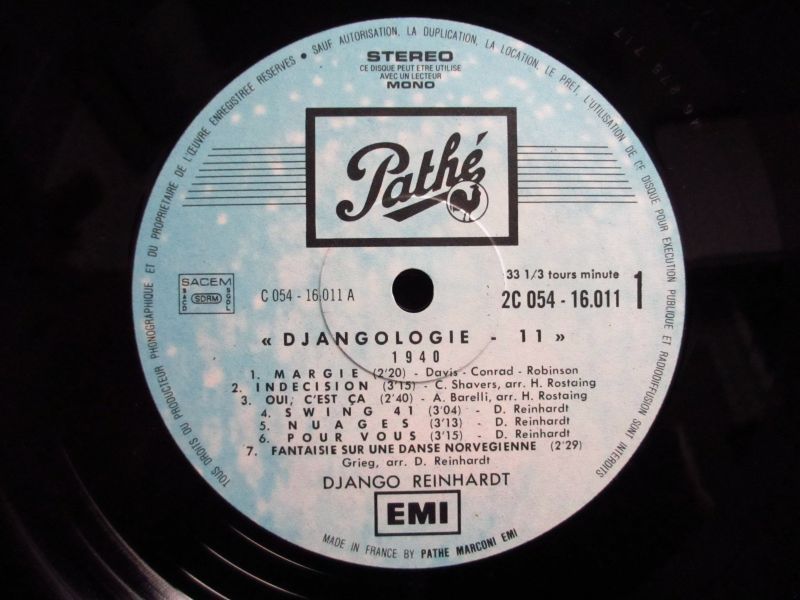 TOUS DROITS DU PRODUCTEUR PHONOGRAPHIQUE ET DU PROPRIETAIRE DE L'ŒUVRE ENREGISTREE RESERVES • SAUF AUTORISATION, LA DUPLICATION, LA LOCATION, LE PRET, L'UTILISATION DE CE DISQUE POUR EXECUTION PUBLIQUE ET RADIODIFFUSION SONT INTERDITS
STEREO
CE DISQUE PEUT ETRE UTILISE
AVEC UN LECTEUR
MONO
Pathé
SACEM
SACD
SDRM
SGDL
C 054 - 16.011 A
33 1/3 tours minute
2C 054 - 16.011 1
« DJANGOLOGIE - 11 »
1940
1. MARGIE (2'20) - Davis - Conrad - Robinson
2. INDECISION (3'15) - C. Shavers, arr. H. Rostaing
3. OUI, C'EST ÇA (2'40) - A. Barelli, arr. H. Rostaing
4. SWING 41 (3'04) - D. Reinhardt
5. NUAGES (3'13) - D. Reinhardt
6. POUR VOUS (3'15) - D. Reinhardt
7. FANTAISIE SUR UNE DANSE NORVEGIENNE (2'29)
Grieg, arr. D. Reinhardt
DJANGO REINHARDT
EMI
MADE IN FRANCE BY PATHE MARCONI EMI